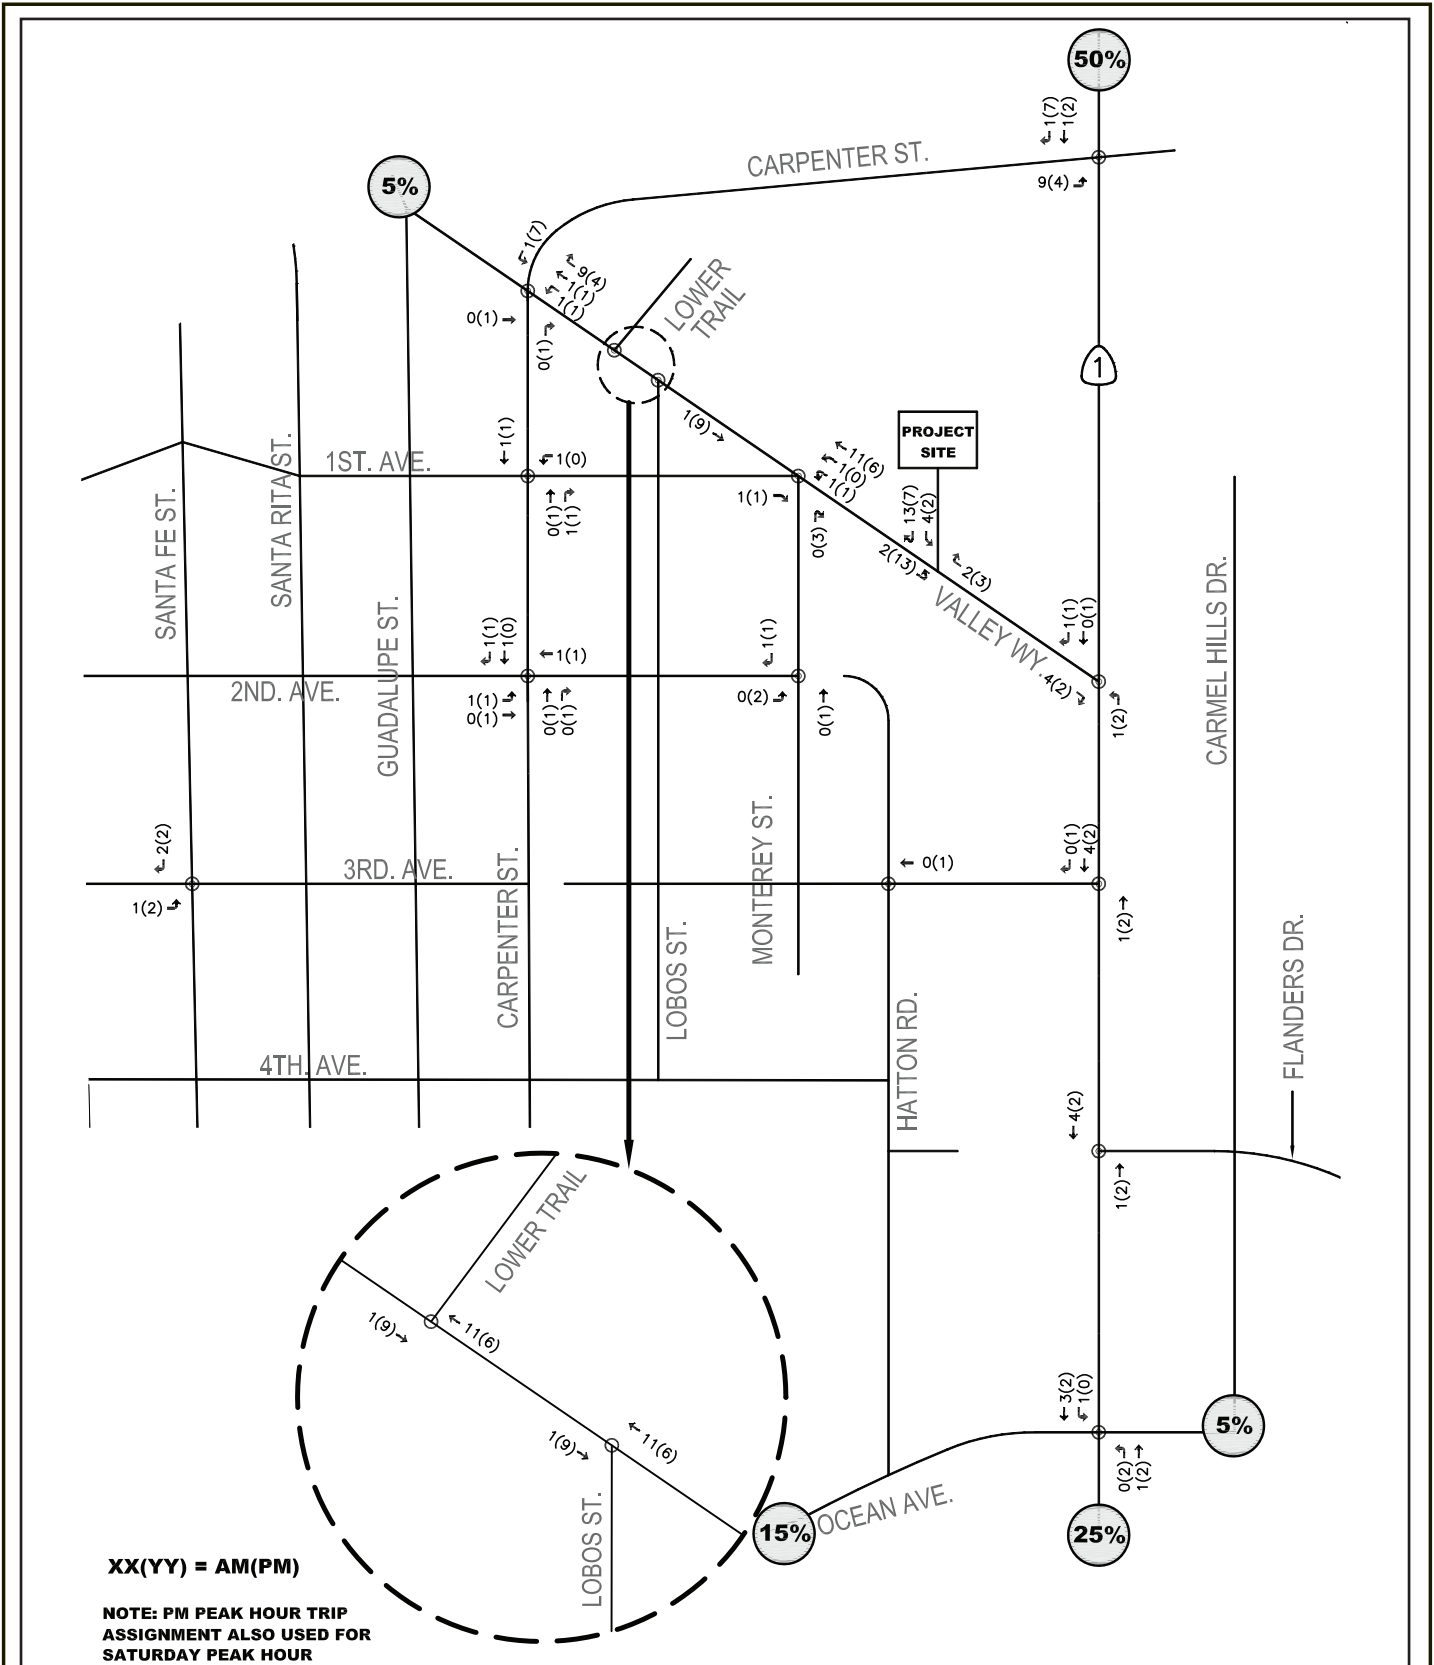 50%
1(7)
1(2)
CARPENTER ST.
9(4)
5%
1(7)
9(4)
1(1)
1(1)
LOWER
TRAIL
0(1)
0(1)
1
1(9)
PROJECT
SITE
1(1)
1(0)
1ST. AVE.
11(6)
1(0)
1(1)
1(1)
0(1)
1(1)
0(3)
13(7)
4(2)
2(13)
2(3)
VALLEY WY.
SANTA FE ST.
SANTA RITA ST.
GUADALUPE ST.
CARMEL HILLS DR.
1(1)
0(1)
4(2)
1(2)
1(1)
1(0)
1(1)
1(1)
2ND. AVE.
1(1)
0(1)
0(1)
0(1)
0(2)
0(1)
2(2)
1(2)
3RD. AVE.
CARPENTER ST.
LOBOS ST.
MONTEREY ST.
0(1)
0(1)
4(2)
1(2)
HATTON RD.
FLANDERS DR.
4TH. AVE.
4(2)
1(2)
LOWER TRAIL
1(9)
11(6)
1(9)
11(6)
LOBOS ST.
3(2)
1(0)
5%
0(2)
1(2)
15%
OCEAN AVE.
25%
XX(YY) = AM(PM)
NOTE: PM PEAK HOUR TRIP
ASSIGNMENT ALSO USED FOR
SATURDAY PEAK HOUR